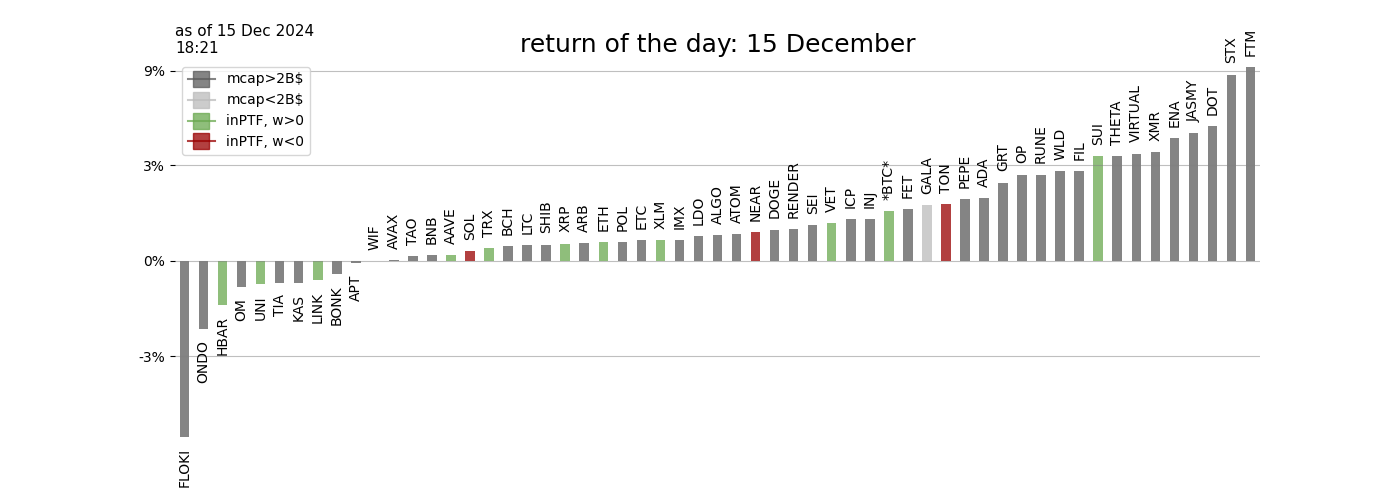 as of 15 Dec 2024
18:21
return of the day: 15 December
mcap>2B$
mcap<2B$
inPTF, w>0
inPTF, w<0
9%
3%
0%
-3%
FLOKI
ONDO
HBAR
OM
UNI
TIA
KAS
LINK
BONK
APT
WIF
AVAX
TAO
BNB
AAVE
SOL
TRX
BCH
LTC
SHIB
XRP
ARB
ETH
POL
ETC
XLM
IMX
LDO
ALGO
ATOM
NEAR
DOGE
RENDER
SEI
VET
ICP
INJ
*BTC*
FET
GALA
TON
PEPE
ADA
GRT
OP
RUNE
WLD
FIL
SUI
THETA
VIRTUAL
XMR
ENA
JASMY
DOT
STX
FTM